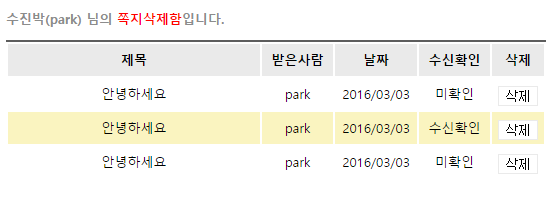 수진박(park) 님의 쪽지삭제함입니다.
제목 받은사람 날짜 수신확인 삭제
안녕하세요 park 2016/03/03 미확인 삭제
안녕하세요 park 2016/03/03 수신확인 삭제
안녕하세요 park 2016/03/03 미확인 삭제